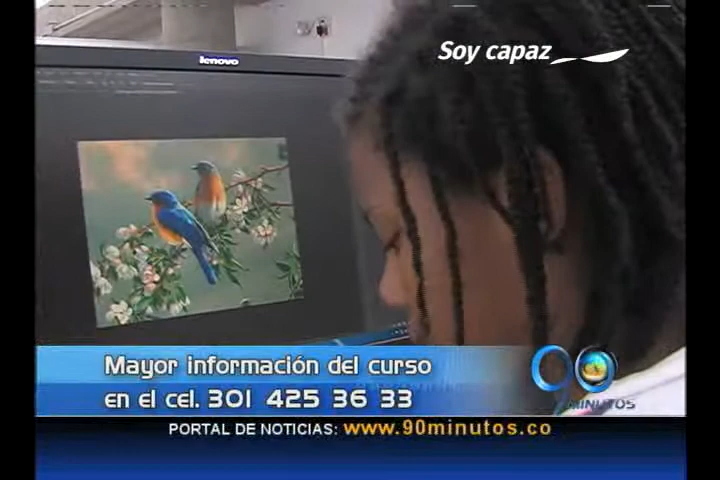 lenovo
Soy capaz
Mayor información del curso
en el cel. 301 425 36 33
90
MINUTOS
PORTAL DE NOTICIAS: www.90minutos.co